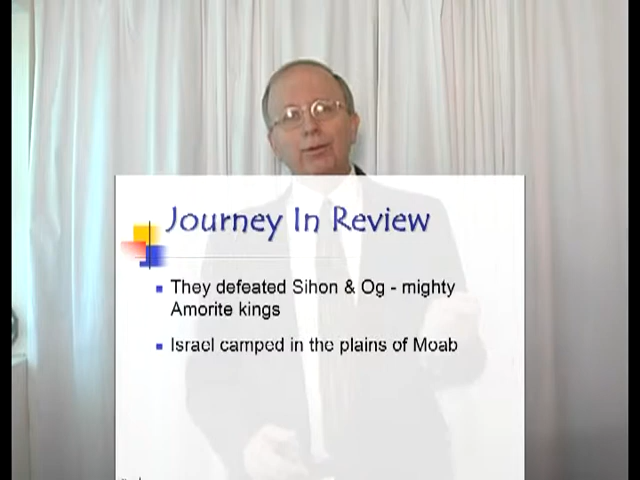 Journey In Review
They defeated Sihon & Og - mighty
Amorite kings
Israel camped in the plains of Moab